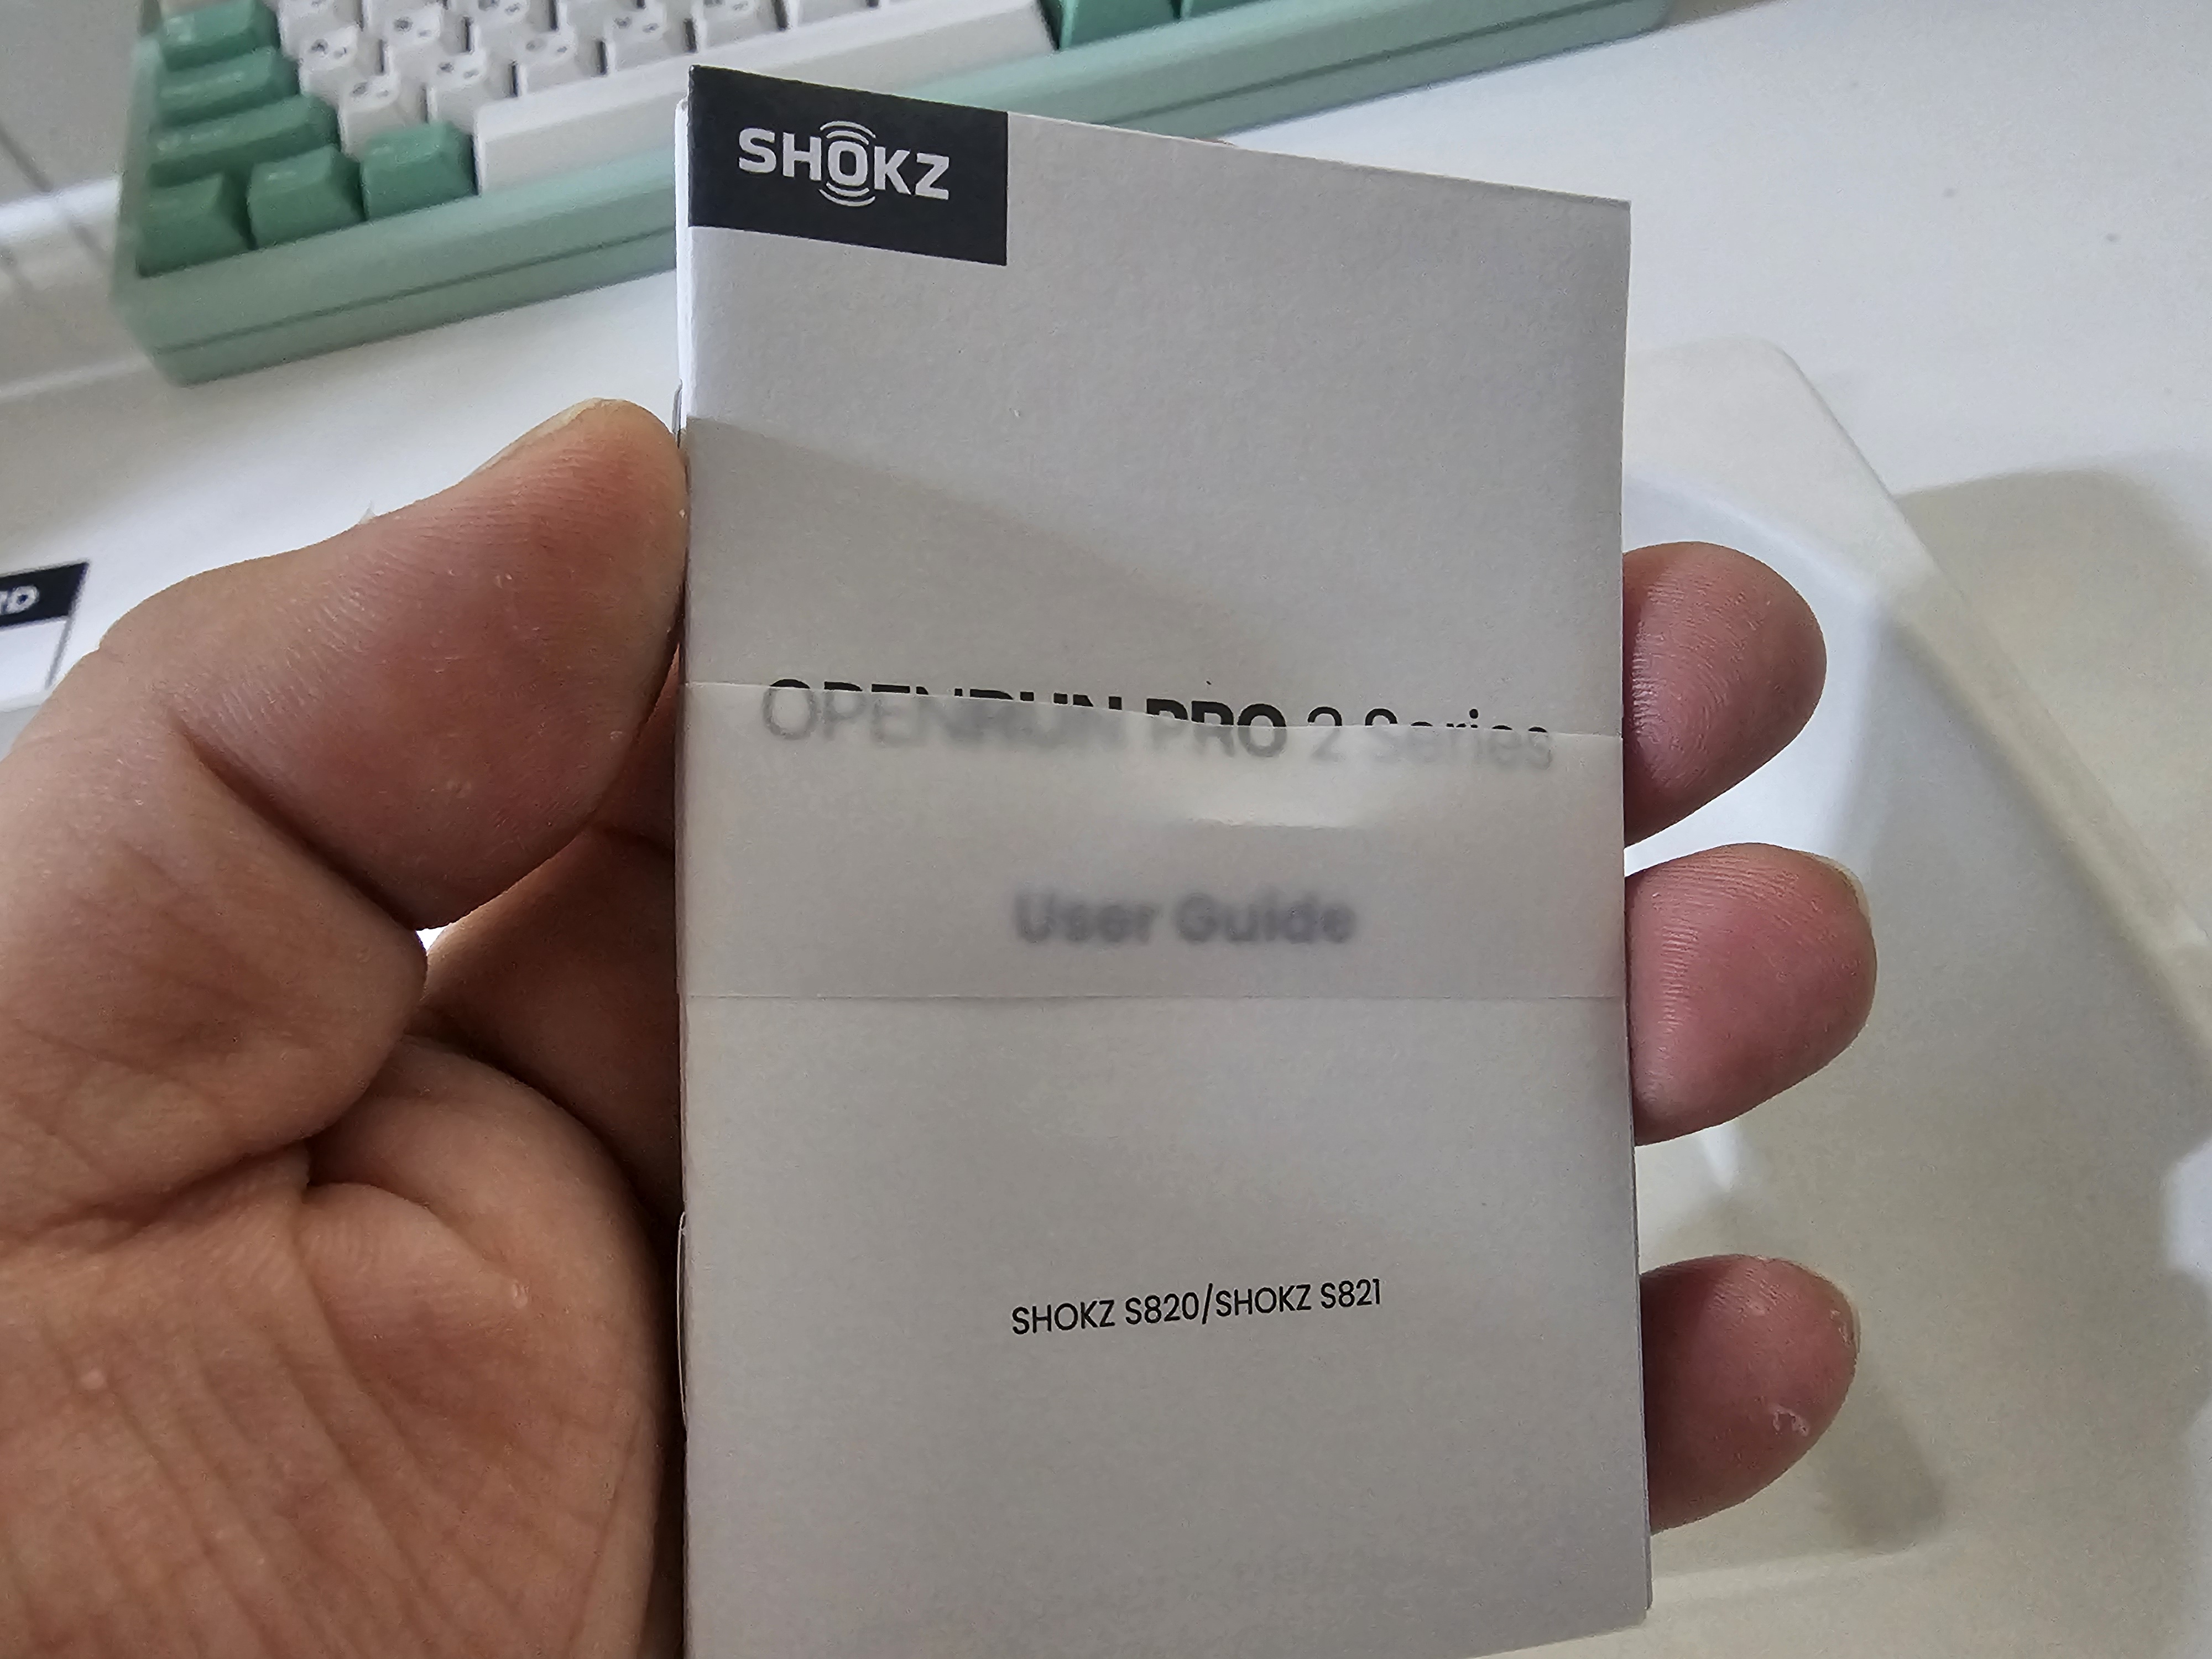 SHOKZ
OPENRUN PRO 2 Series
User Guide
SHOKZ S820/SHOKZ S821